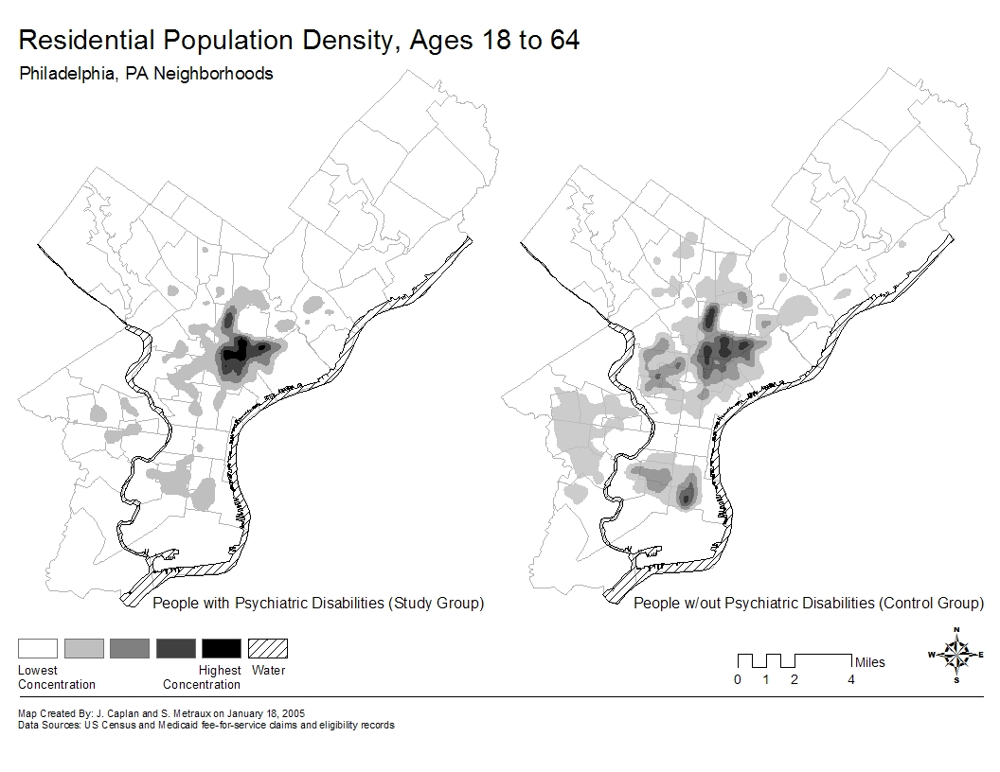 Residential Population Density, Ages 18 to 64
Philadelphia, PA Neighborhoods
People with Psychiatric Disabilities (Study Group)
People w/out Psychiatric Disabilities (Control Group)
Lowest
Concentration
Highest
Concentration
Water
Miles
0 1 2 4
N
W E
S
Map Created By: J. Caplan and S. Metraux on January 18, 2005
Data Sources: US Census and Medicaid fee-for-service claims and eligibility records